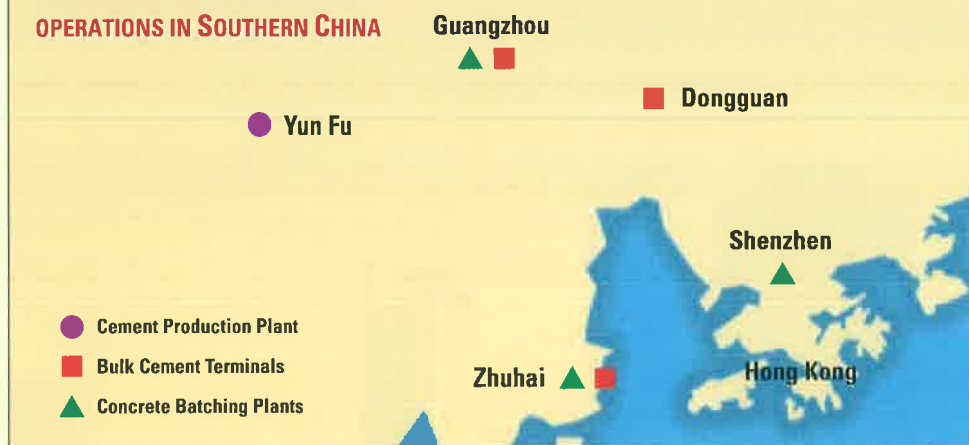 OPERATIONS IN SOUTHERN CHINA
Guangzhou
Dongguan
Yun Fu
Shenzhen
Hong Kong
Zhuhai
Cement Production Plant
Bulk Cement Terminals
Concrete Batching Plants